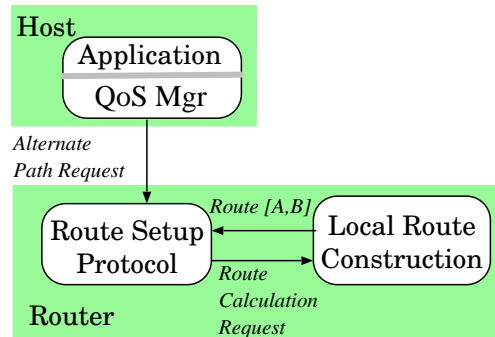 Host
Application
QoS Mgr
Alternate
Path Request
Route [A,B]
Route Setup
Protocol
Local Route
Construction
Route
Calculation
Request
Router